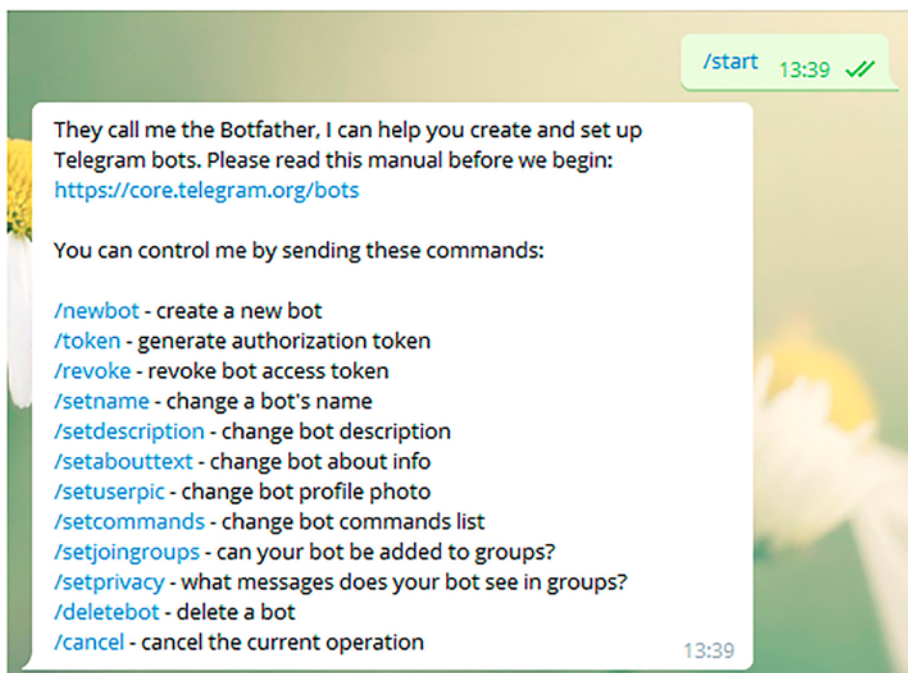 /start 13:39
They call me the Botfather, I can help you create and set up
Telegram bots. Please read this manual before we begin:
https://core.telegram.org/bots
You can control me by sending these commands:
/newbot - create a new bot
/token - generate authorization token
/revoke - revoke bot access token
/setname - change a bot's name
/setdescription - change bot description
/setabouttext - change bot about info
/setuserpic - change bot profile photo
/setcommands - change bot commands list
/setjoingroups - can your bot be added to groups?
/setprivacy - what messages does your bot see in groups?
/deletebot - delete a bot
/cancel - cancel the current operation
13:39